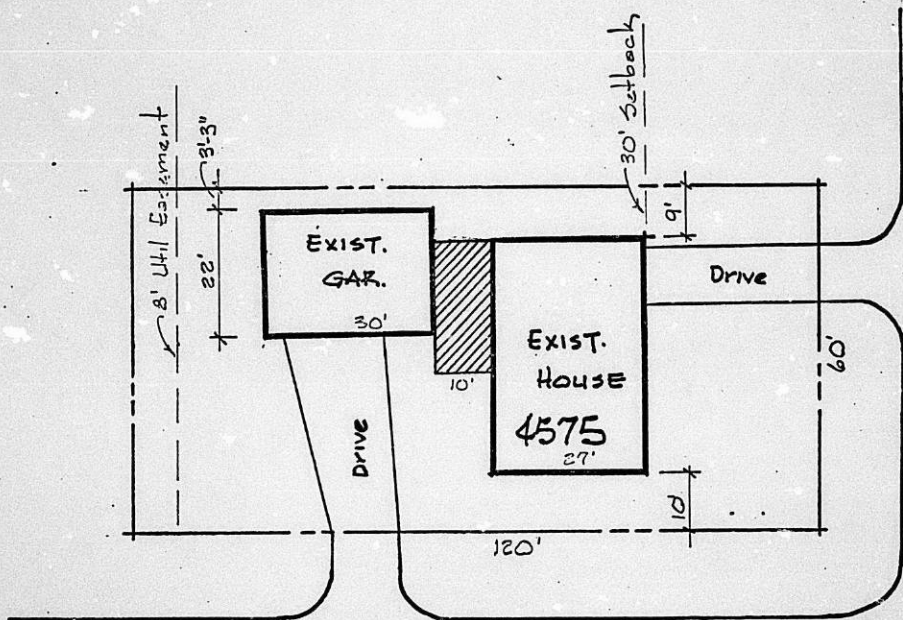 30' Setback
8' Util Easement
3'-3"
9'
22'
EXIST.
GAR.
30'
Drive
EXIST.
HOUSE
4575
27'
10'
60'
Drive
10'
120'